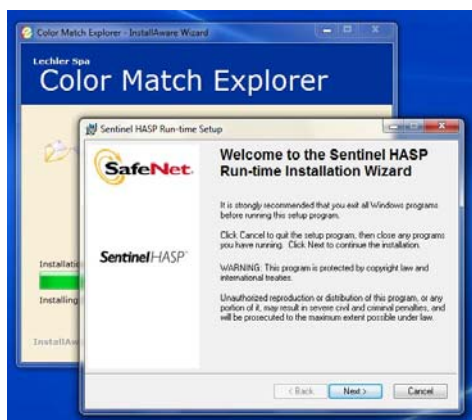 Color Match Explorer - InstallAware Wizard
Lechler Spa
Color Match Explorer
Sentinel HASP Run-time Setup
SafeNet.
Sentinel HASP
Welcome to the Sentinel HASP
Run-time Installation Wizard
It is strongly recommended that you exit all Windows programs
before running this setup program.
Click Cancel to quit the setup program, then close any programs
you have running. Click Next to continue the installation.
WARNING: This program is protected by copyright law and
international treaties.
Unauthorized reproduction or distribution of this program, or any
portion of it, may result in severe civil and criminal penalties, and
will be prosecuted to the maximum extent possible under law.
Installing
< Back
Next >
Cancel